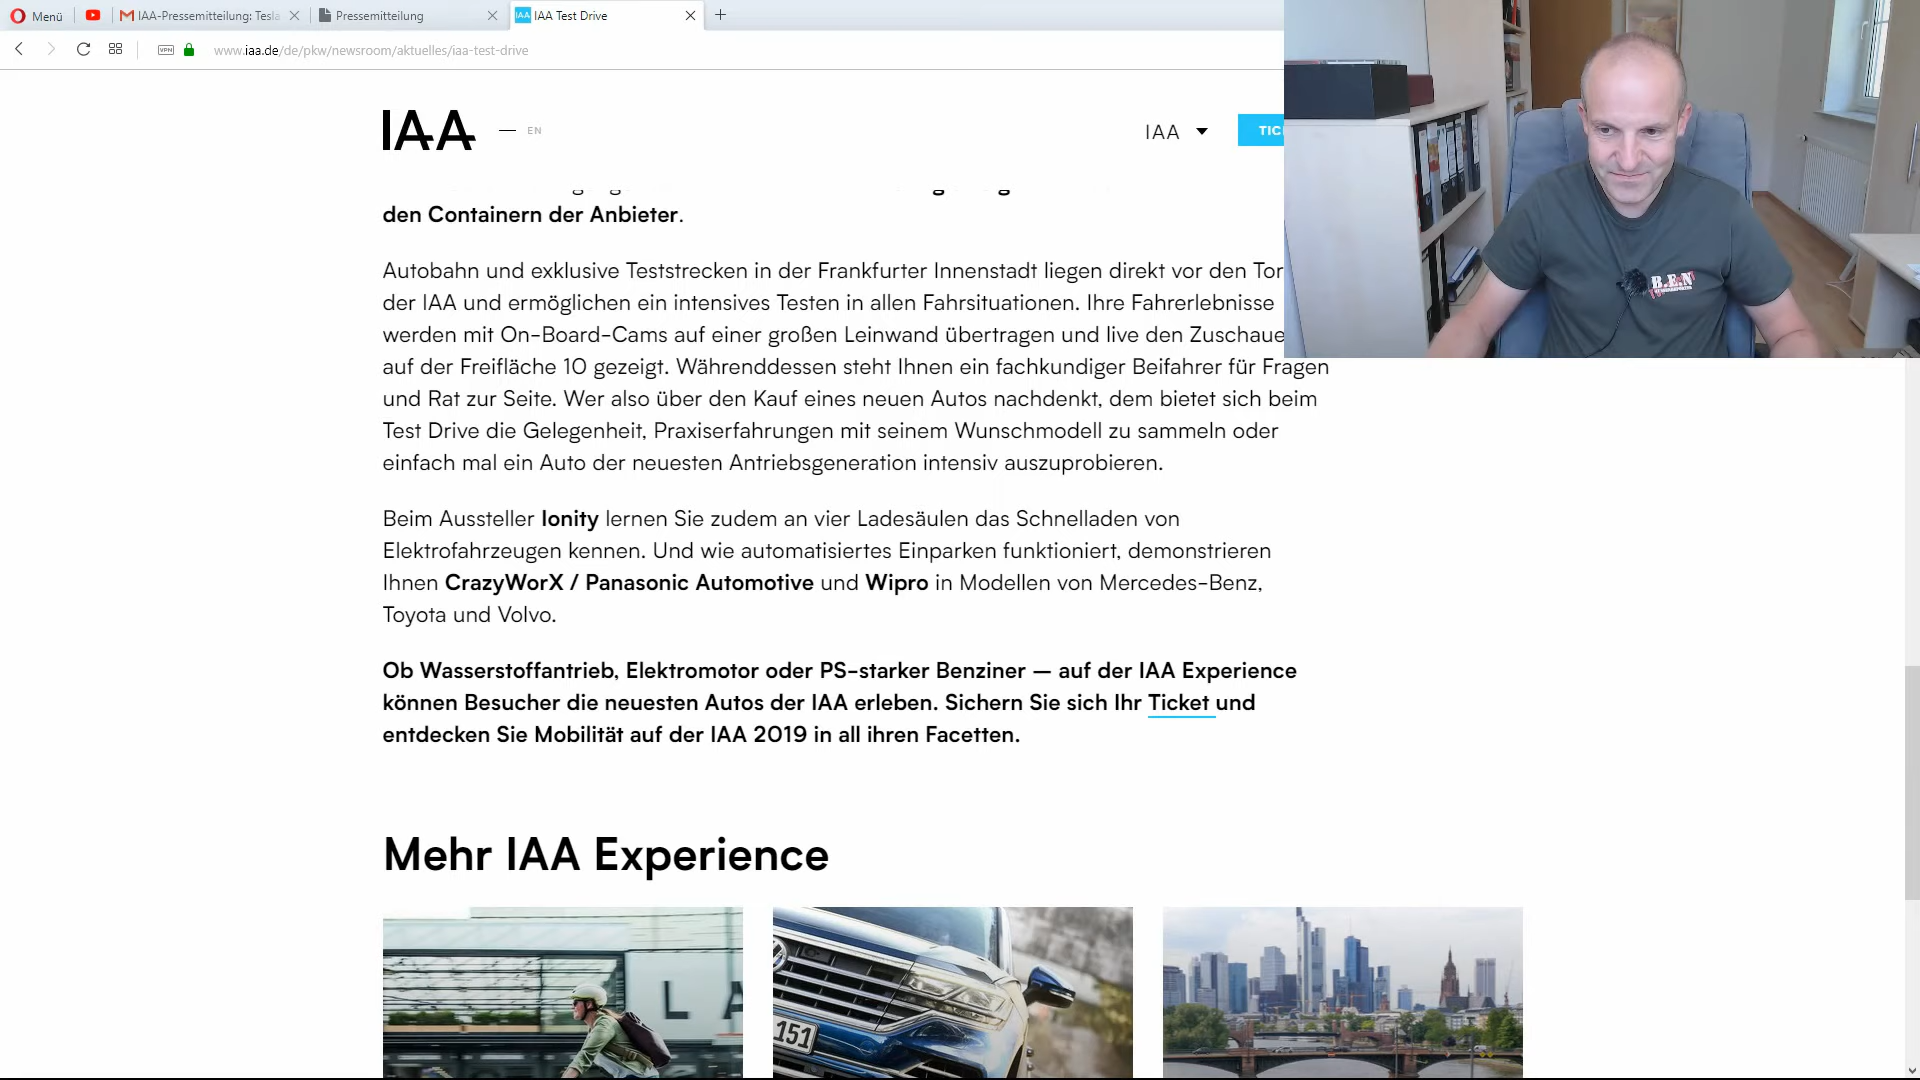 Menü
IAA-Pressemitteilung: Tesla
Pressemitteilung
IAA IAA Test Drive
VPN www.iaa.de/de/pkw/newsroom/aktuelles/iaa-test-drive
IAA — EN
IAA
TIC
den Containern der Anbieter.
Autobahn und exklusive Teststrecken in der Frankfurter Innenstadt liegen direkt vor den Tor
der IAA und ermöglichen ein intensives Testen in allen Fahrsituationen. Ihre Fahrerlebnisse
werden mit On-Board-Cams auf einer großen Leinwand übertragen und live den Zuschaue
auf der Freifläche 10 gezeigt. Währenddessen steht Ihnen ein fachkundiger Beifahrer für Fragen
und Rat zur Seite. Wer also über den Kauf eines neuen Autos nachdenkt, dem bietet sich beim
Test Drive die Gelegenheit, Praxiserfahrungen mit seinem Wunschmodell zu sammeln oder
einfach mal ein Auto der neuesten Antriebsgeneration intensiv auszuprobieren.
Beim Aussteller Ionity lernen Sie zudem an vier Ladesäulen das Schnelladen von
Elektrofahrzeugen kennen. Und wie automatisiertes Einparken funktioniert, demonstrieren
Ihnen CrazyWorX / Panasonic Automotive und Wipro in Modellen von Mercedes-Benz,
Toyota und Volvo.
Ob Wasserstoffantrieb, Elektromotor oder PS-starker Benziner — auf der IAA Experience
können Besucher die neuesten Autos der IAA erleben. Sichern Sie sich Ihr Ticket und
entdecken Sie Mobilität auf der IAA 2019 in all ihren Facetten.
Mehr IAA Experience
151
B.E.N